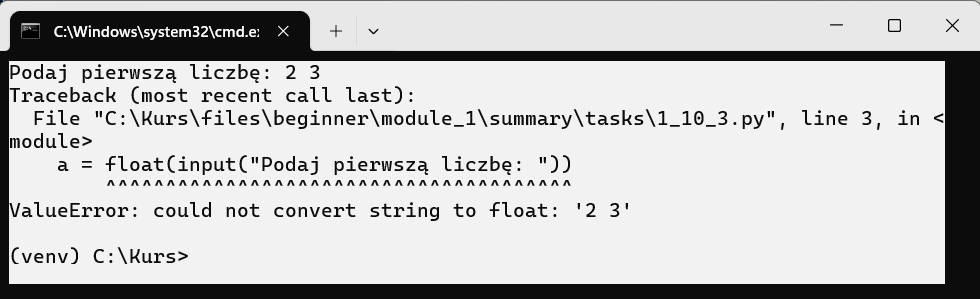 C:\Windows\system32\cmd.e
Podaj pierwszą liczbę: 2 3
Traceback (most recent call last):
  File "C:\Kurs\files\beginner\module_1\summary\tasks\1_10_3.py", line 3, in <
module>
    a = float(input("Podaj pierwszą liczbę: "))
        ^^^^^^^^^^^^^^^^^^^^^^^^^^^^^^^^^^^^^^^
ValueError: could not convert string to float: '2 3'
(venv) C:\Kurs>